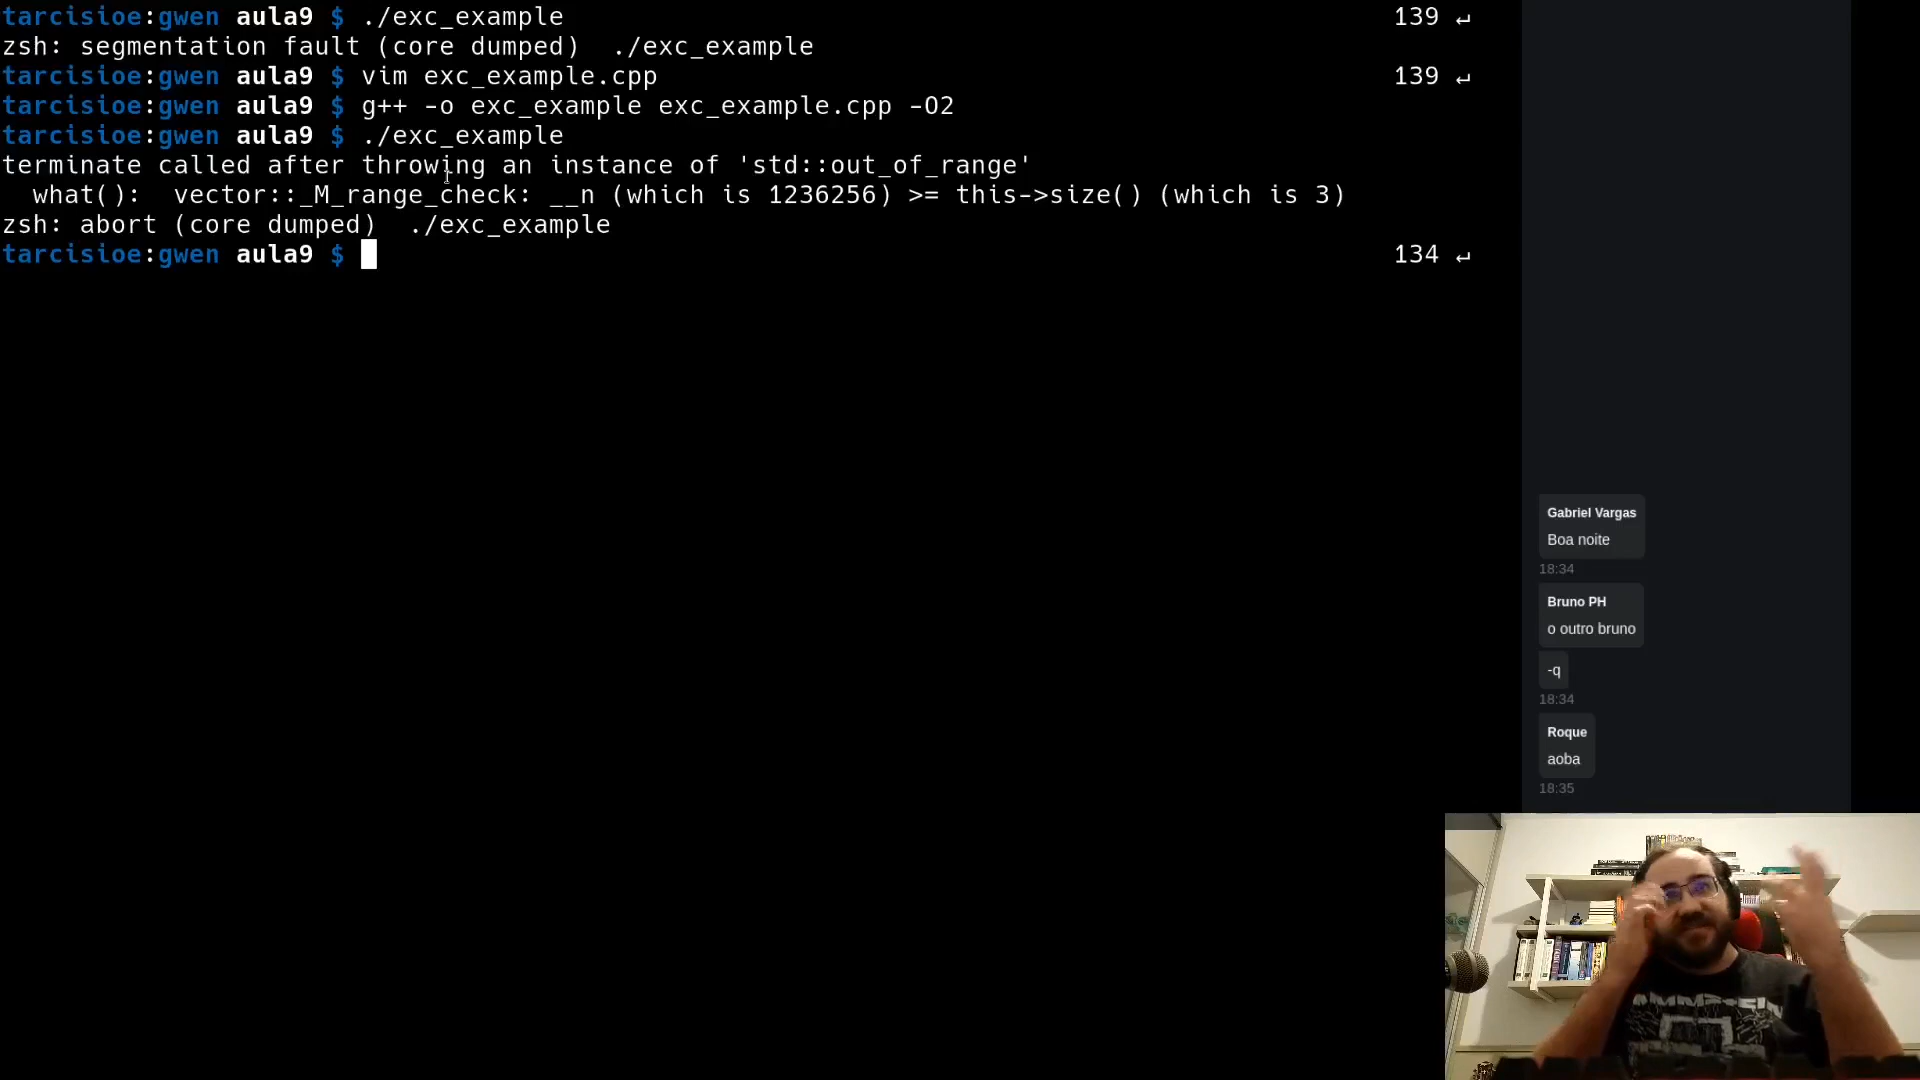 tarcisioe:gwen aula9 $ ./exc_example 139 ↵
zsh: segmentation fault (core dumped)  ./exc_example
tarcisioe:gwen aula9 $ vim exc_example.cpp 139 ↵
tarcisioe:gwen aula9 $ g++ -o exc_example exc_example.cpp -O2
tarcisioe:gwen aula9 $ ./exc_example
terminate called after throwing an instance of 'std::out_of_range'
  what():  vector::_M_range_check: __n (which is 1236256) >= this->size() (which is 3)
zsh: abort (core dumped)  ./exc_example
tarcisioe:gwen aula9 $ 134 ↵
Gabriel Vargas
Boa noite
18:34
Bruno PH
o outro bruno
-q
18:34
Roque
aoba
18:35